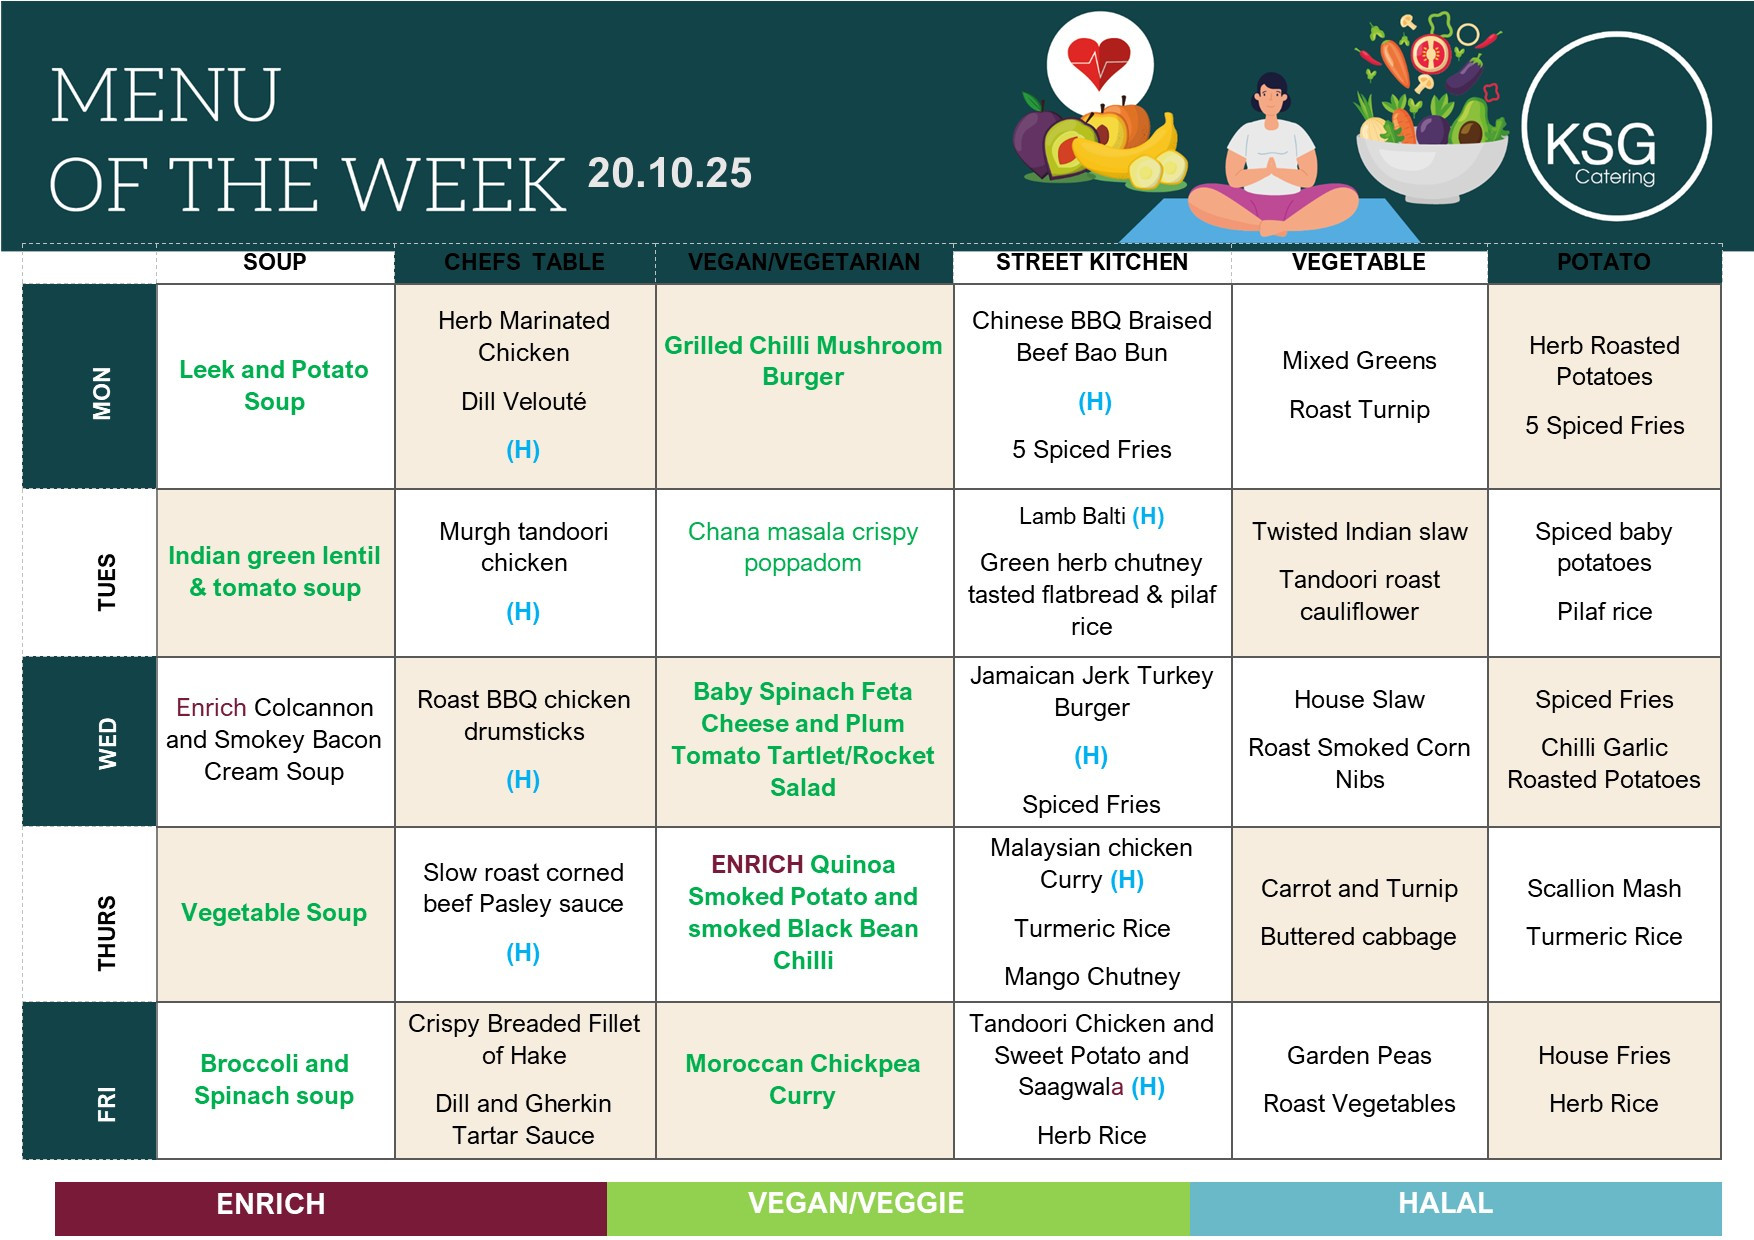 MENU
OF THE WEEK 20.10.25
KSG
Catering
SOUP
CHEFS TABLE
VEGAN/VEGETARIAN
STREET KITCHEN
VEGETABLE
POTATO
MON
Leek and Potato
Soup
Herb Marinated
Chicken
Dill Velouté
(H)
Grilled Chilli Mushroom
Burger
Chinese BBQ Braised
Beef Bao Bun
(H)
5 Spiced Fries
Mixed Greens
Roast Turnip
Herb Roasted
Potatoes
5 Spiced Fries
TUES
Indian green lentil
& tomato soup
Murgh tandoori
chicken
(H)
Chana masala crispy
poppadom
Lamb Balti (H)
Green herb chutney
tasted flatbread & pilaf
rice
Twisted Indian slaw
Tandoori roast
cauliflower
Spiced baby
potatoes
Pilaf rice
WED
Enrich Colcannon
and Smokey Bacon
Cream Soup
Roast BBQ chicken
drumsticks
(H)
Baby Spinach Feta
Cheese and Plum
Tomato Tartlet/Rocket
Salad
Jamaican Jerk Turkey
Burger
(H)
Spiced Fries
House Slaw
Roast Smoked Corn
Nibs
Spiced Fries
Chilli Garlic
Roasted Potatoes
THURS
Vegetable Soup
Slow roast corned
beef Pasley sauce
(H)
ENRICH Quinoa
Smoked Potato and
smoked Black Bean
Chilli
Malaysian chicken
Curry (H)
Turmeric Rice
Mango Chutney
Carrot and Turnip
Buttered cabbage
Scallion Mash
Turmeric Rice
FRI
Broccoli and
Spinach soup
Crispy Breaded Fillet
of Hake
Dill and Gherkin
Tartar Sauce
Moroccan Chickpea
Curry
Tandoori Chicken and
Sweet Potato and
Saagwala (H)
Herb Rice
Garden Peas
Roast Vegetables
House Fries
Herb Rice
ENRICH
VEGAN/VEGGIE
HALAL